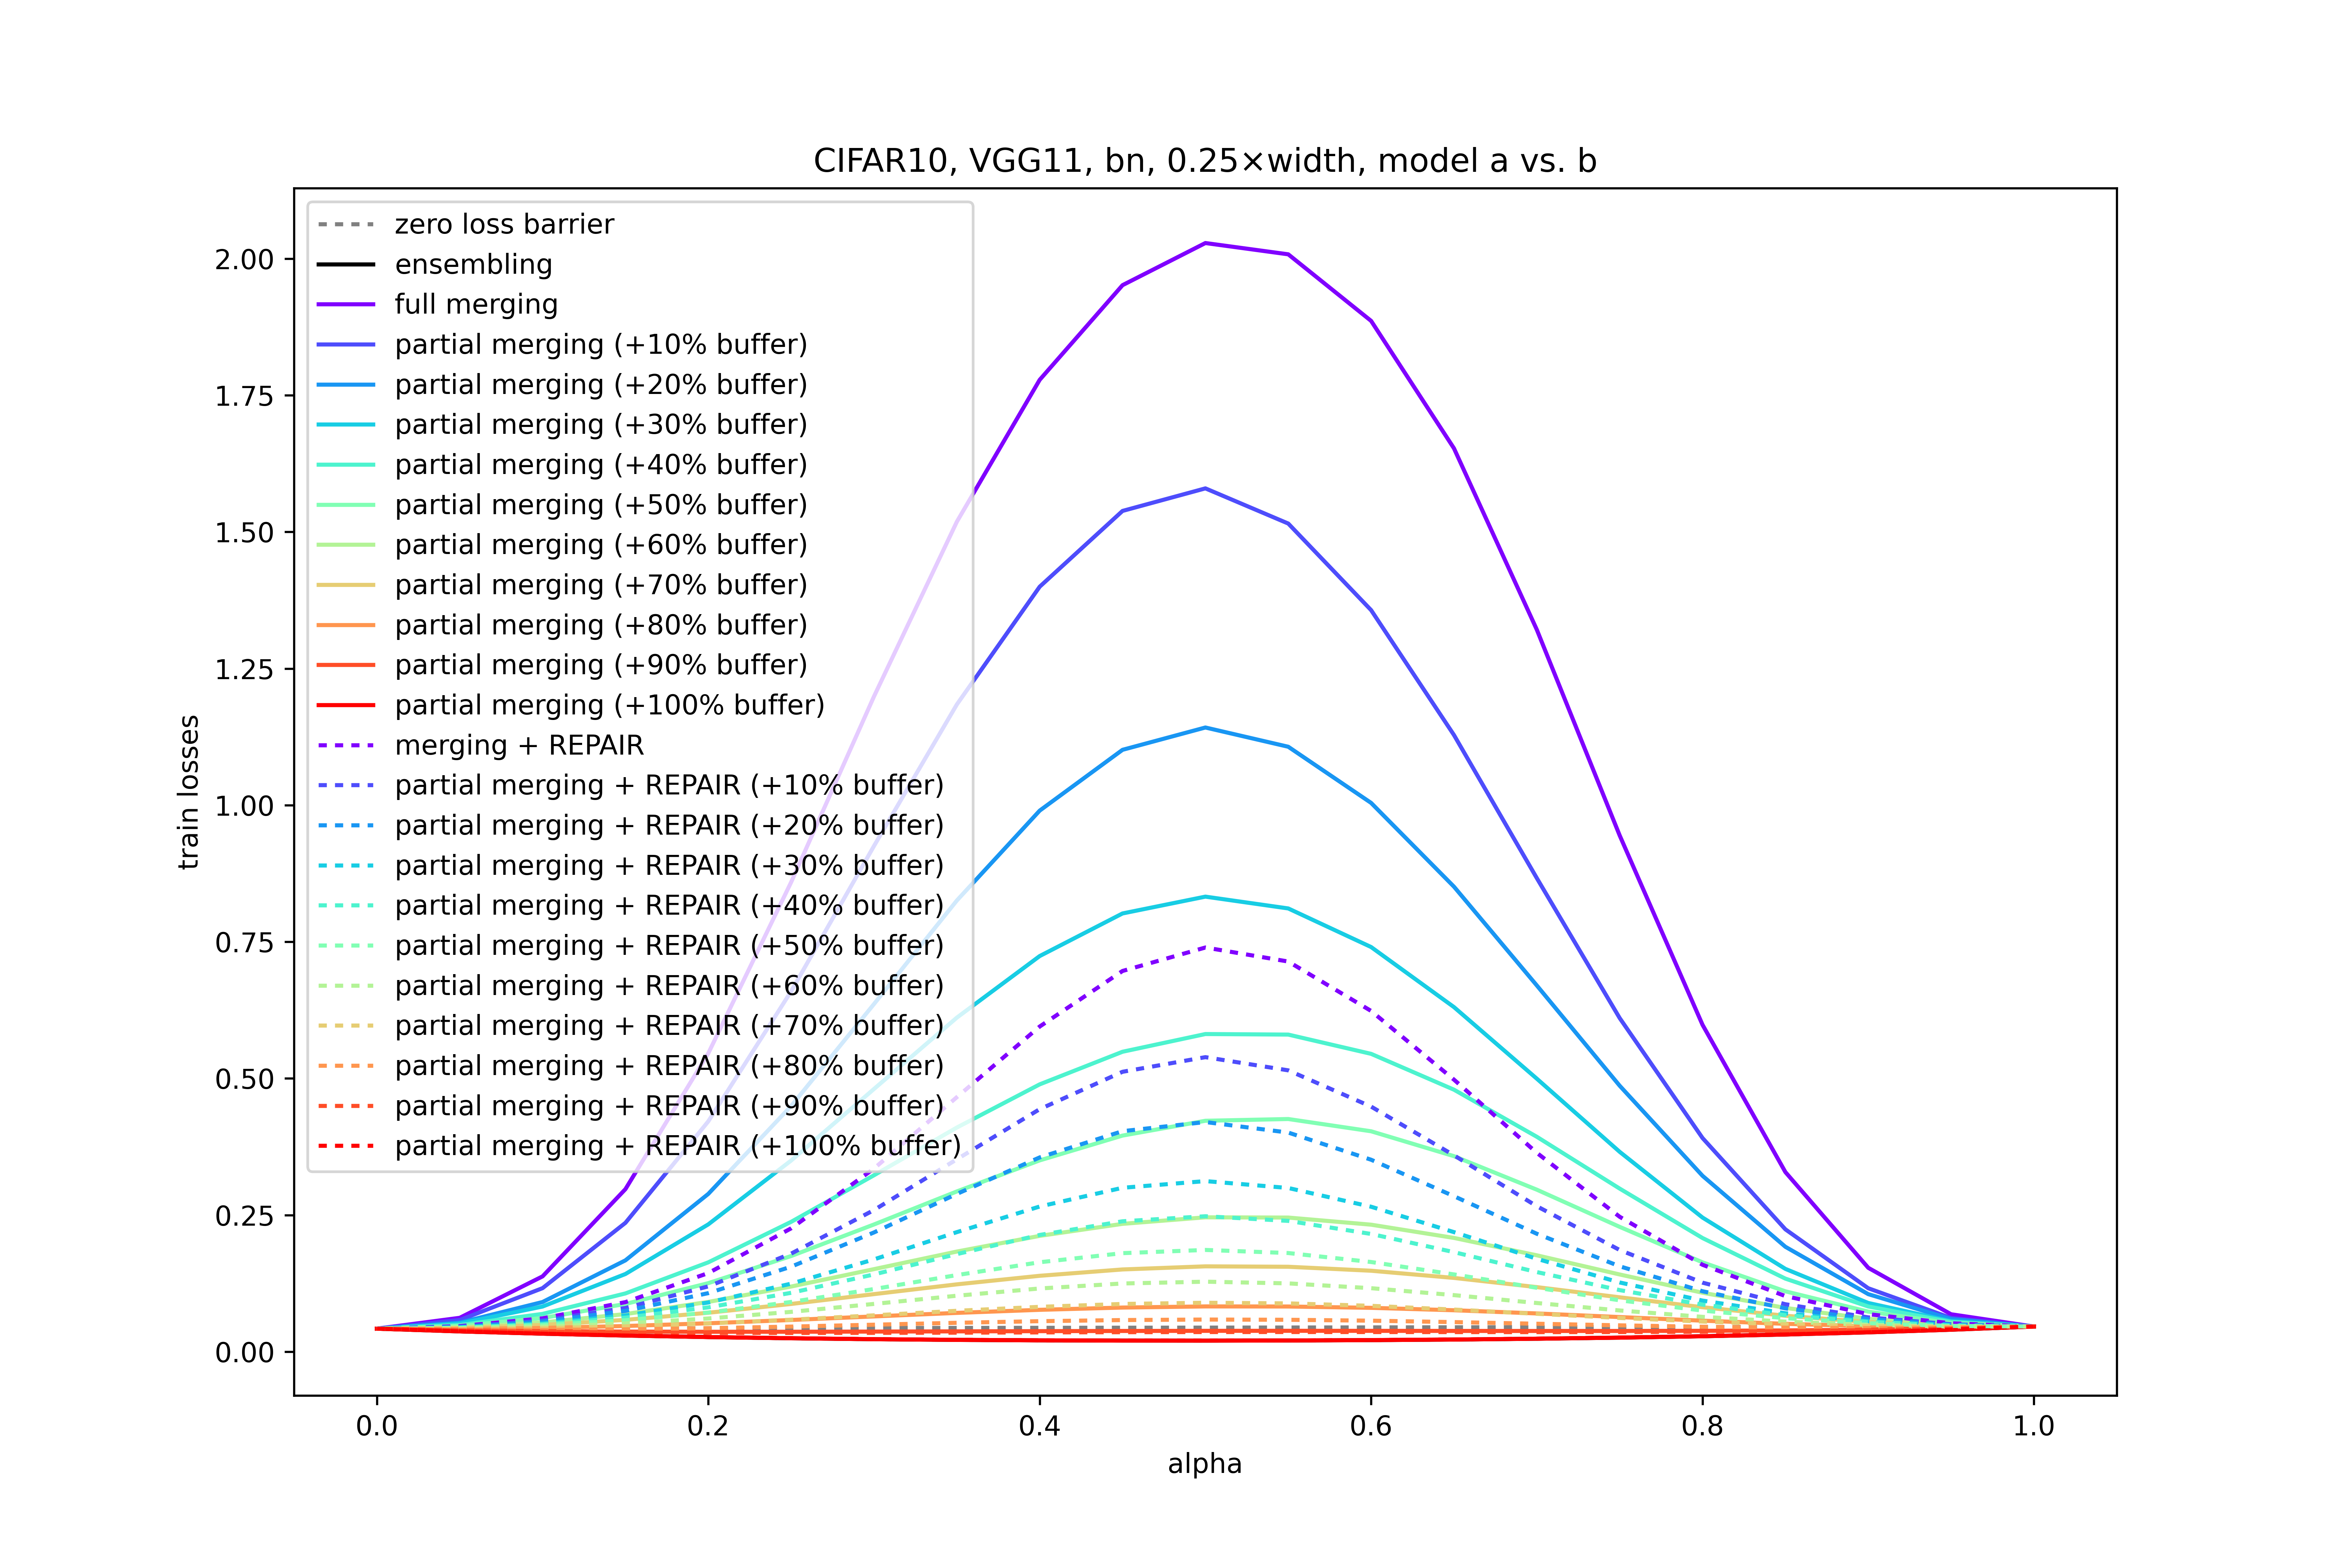 CIFAR10, VGG11, bn, 0.25×width, model a vs. b
zero loss barrier
ensembling
full merging
partial merging (+10% buffer)
partial merging (+20% buffer)
partial merging (+30% buffer)
partial merging (+40% buffer)
partial merging (+50% buffer)
partial merging (+60% buffer)
partial merging (+70% buffer)
partial merging (+80% buffer)
partial merging (+90% buffer)
partial merging (+100% buffer)
merging + REPAIR
partial merging + REPAIR (+10% buffer)
partial merging + REPAIR (+20% buffer)
partial merging + REPAIR (+30% buffer)
partial merging + REPAIR (+40% buffer)
partial merging + REPAIR (+50% buffer)
partial merging + REPAIR (+60% buffer)
partial merging + REPAIR (+70% buffer)
partial merging + REPAIR (+80% buffer)
partial merging + REPAIR (+90% buffer)
partial merging + REPAIR (+100% buffer)
train losses
2.00
1.75
1.50
1.25
1.00
0.75
0.50
0.25
0.00
0.0 0.2 0.4 0.6 0.8 1.0
alpha